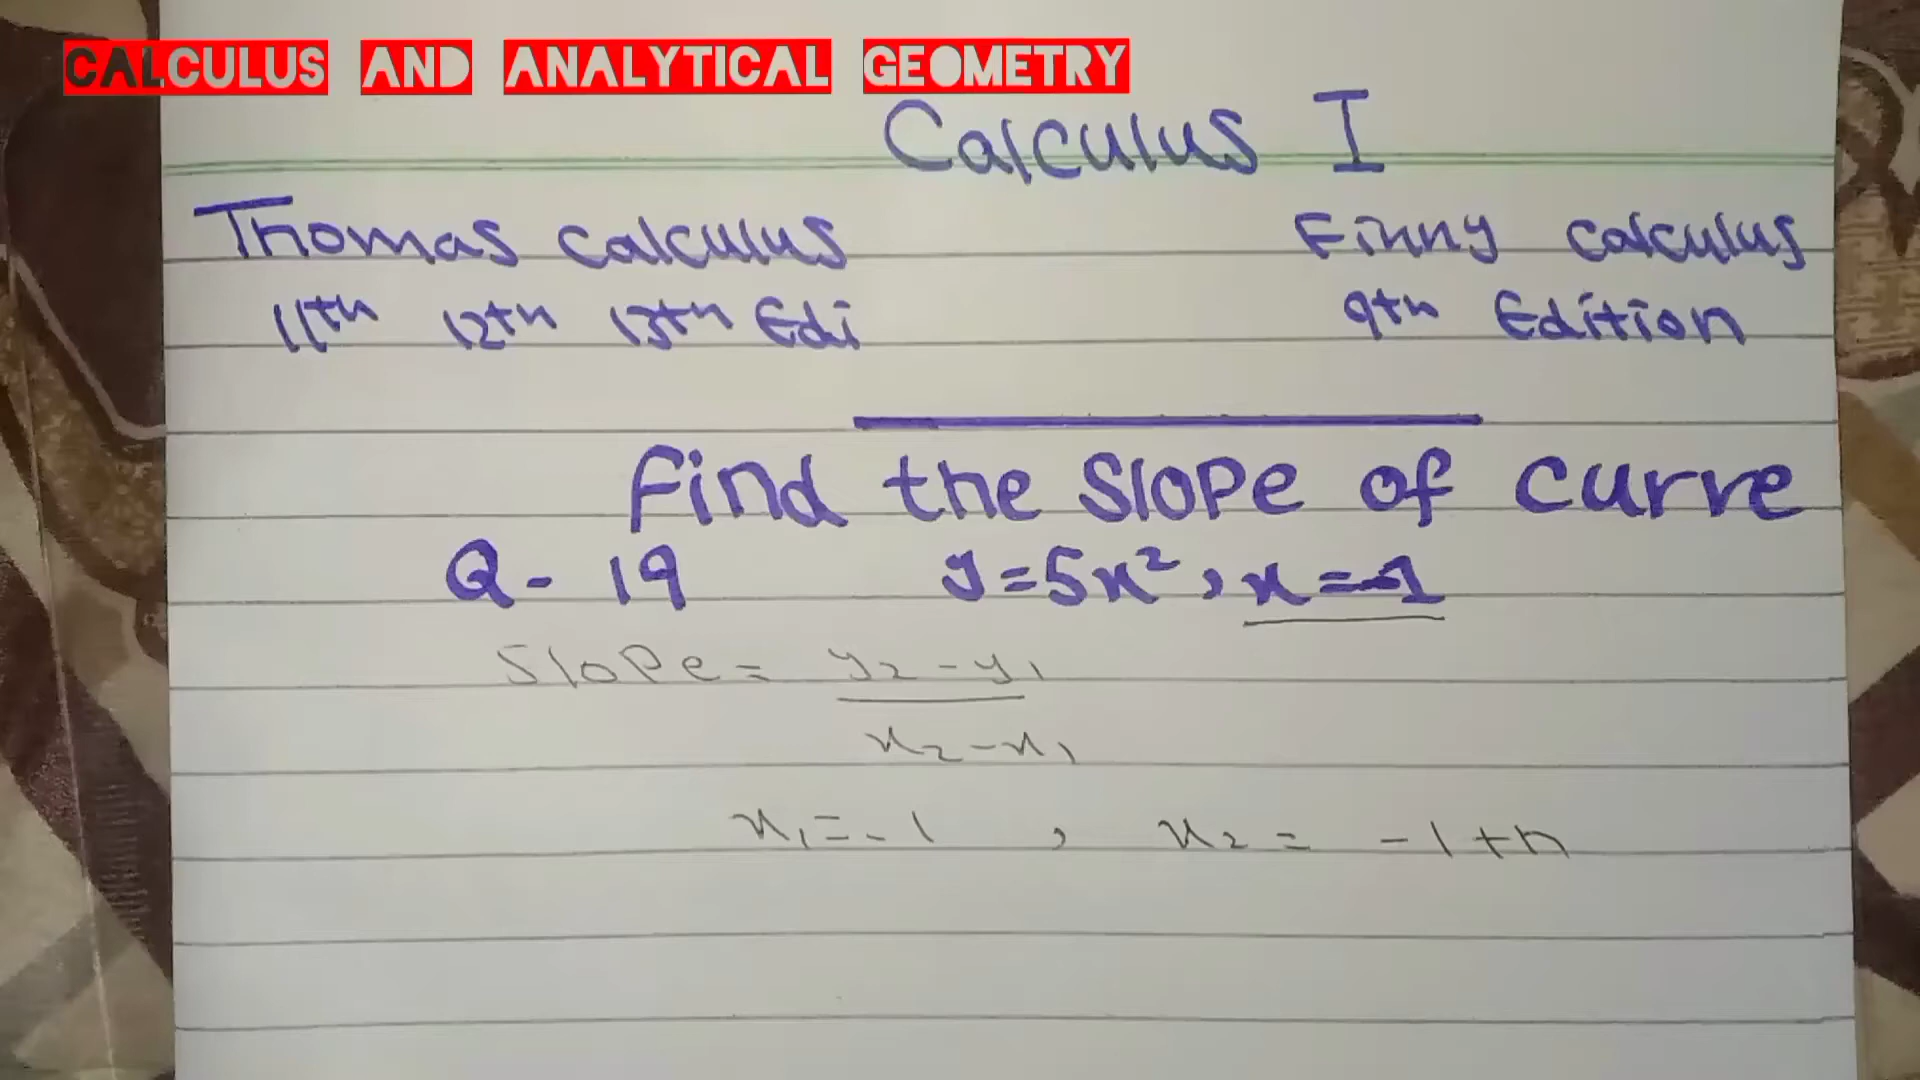 CALCULUS AND ANALYTICAL GEOMETRY
Calculus I
Thomas Calculus Finny Calculus
11th 12th 13th Edi 9th Edition
Find the Slope of curve
Q- 19 y=5x², x=-1
Slope = y₂-y₁
x₂-x₁
x₁=-1 , x₂ = -1+h